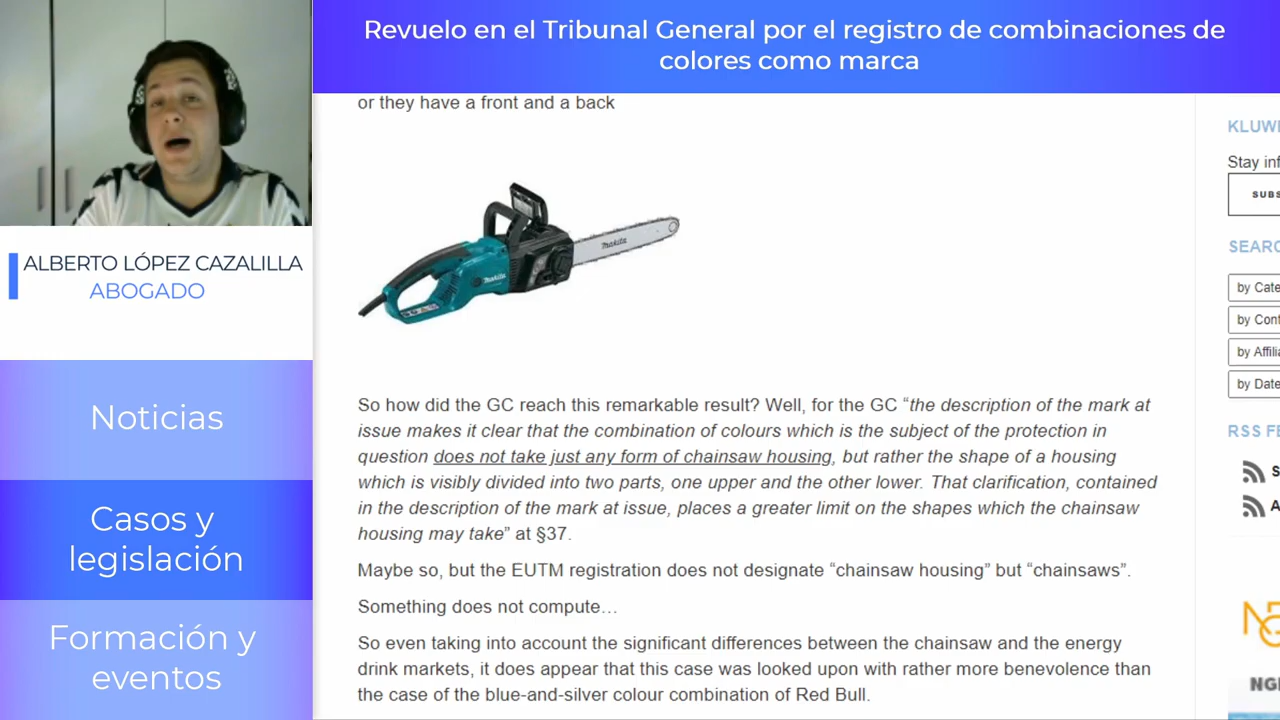 Revuelo en el Tribunal General por el registro de combinaciones de
colores como marca
ALBERTO LÓPEZ CAZALILLA
ABOGADO
Noticias
Casos y
legislación
Formación y
eventos
or they have a front and a back
makita
makita
So how did the GC reach this remarkable result? Well, for the GC “the description of the mark at
issue makes it clear that the combination of colours which is the subject of the protection in
question does not take just any form of chainsaw housing, but rather the shape of a housing
which is visibly divided into two parts, one upper and the other lower. That clarification, contained
in the description of the mark at issue, places a greater limit on the shapes which the chainsaw
housing may take” at §37.
Maybe so, but the EUTM registration does not designate “chainsaw housing” but “chainsaws”.
Something does not compute…
So even taking into account the significant differences between the chainsaw and the energy
drink markets, it does appear that this case was looked upon with rather more benevolence than
the case of the blue-and-silver colour combination of Red Bull.
KLUWE
Stay inf
SUBS
SEARC
by Cate
by Cont
by Affilia
by Date
RSS FE
S
A
NGI